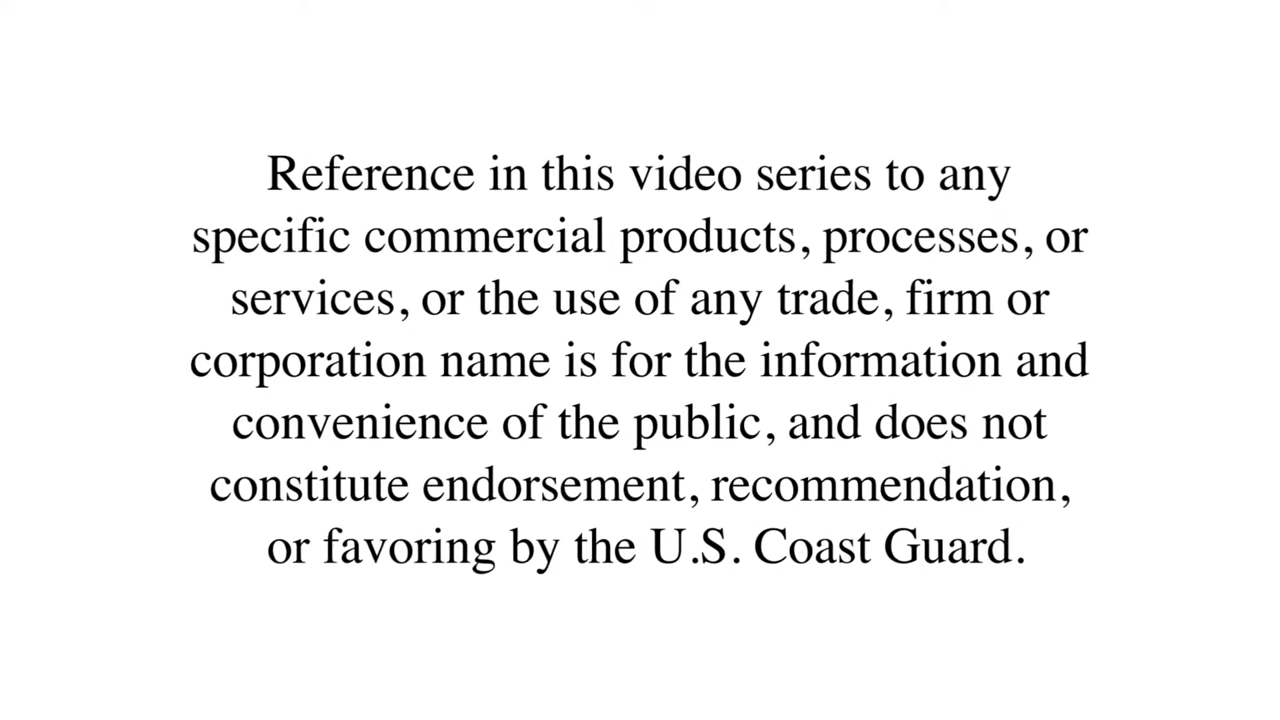 Reference in this video series to any
specific commercial products, processes, or
services, or the use of any trade, firm or
corporation name is for the information and
convenience of the public, and does not
constitute endorsement, recommendation,
or favoring by the U.S. Coast Guard.